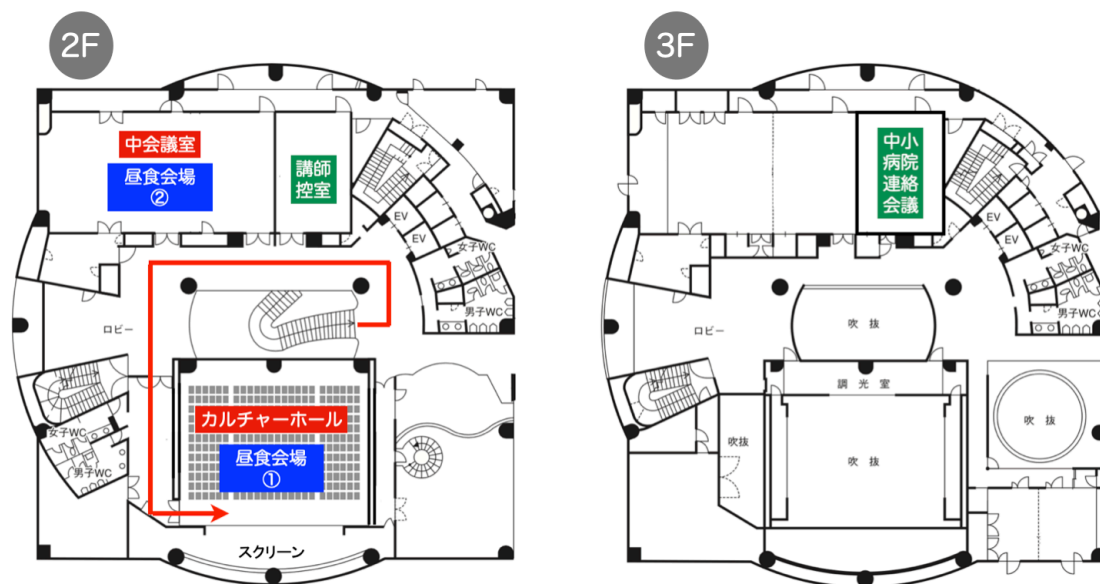 2F
中会議室
昼食会場
②
講師
控室
EV
EV
女子WC
男子WC
ロビー
カルチャーホール
昼食会場
①
女子WC
男子WC
スクリーン
3F
中小
病院
連絡
会議
EV
EV
女子WC
男子WC
吹抜
ロビー
調光室
吹抜
吹抜
吹抜